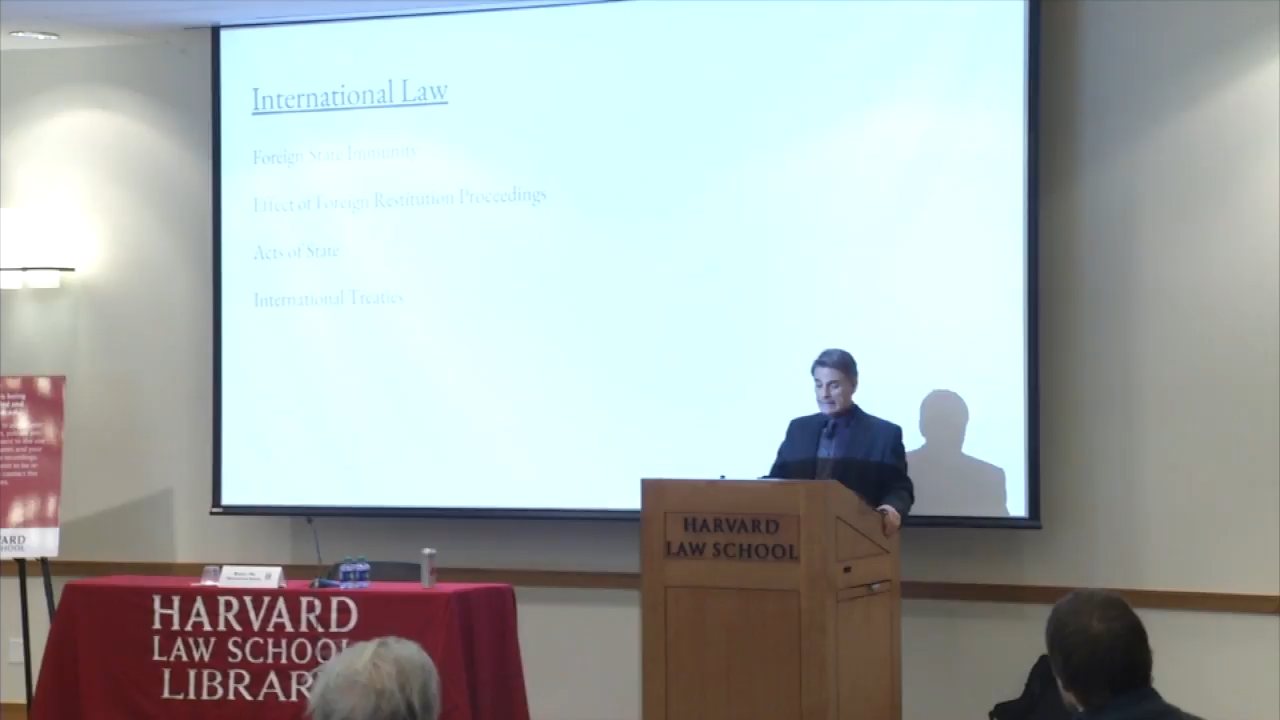 International Law
Foreign State Immunity
Effect of Foreign Restitution Proceedings
Acts of State
International Treaties
HARVARD
LAW SCHOOL
HARVARD
LAW SCHOOL
LIBRAR